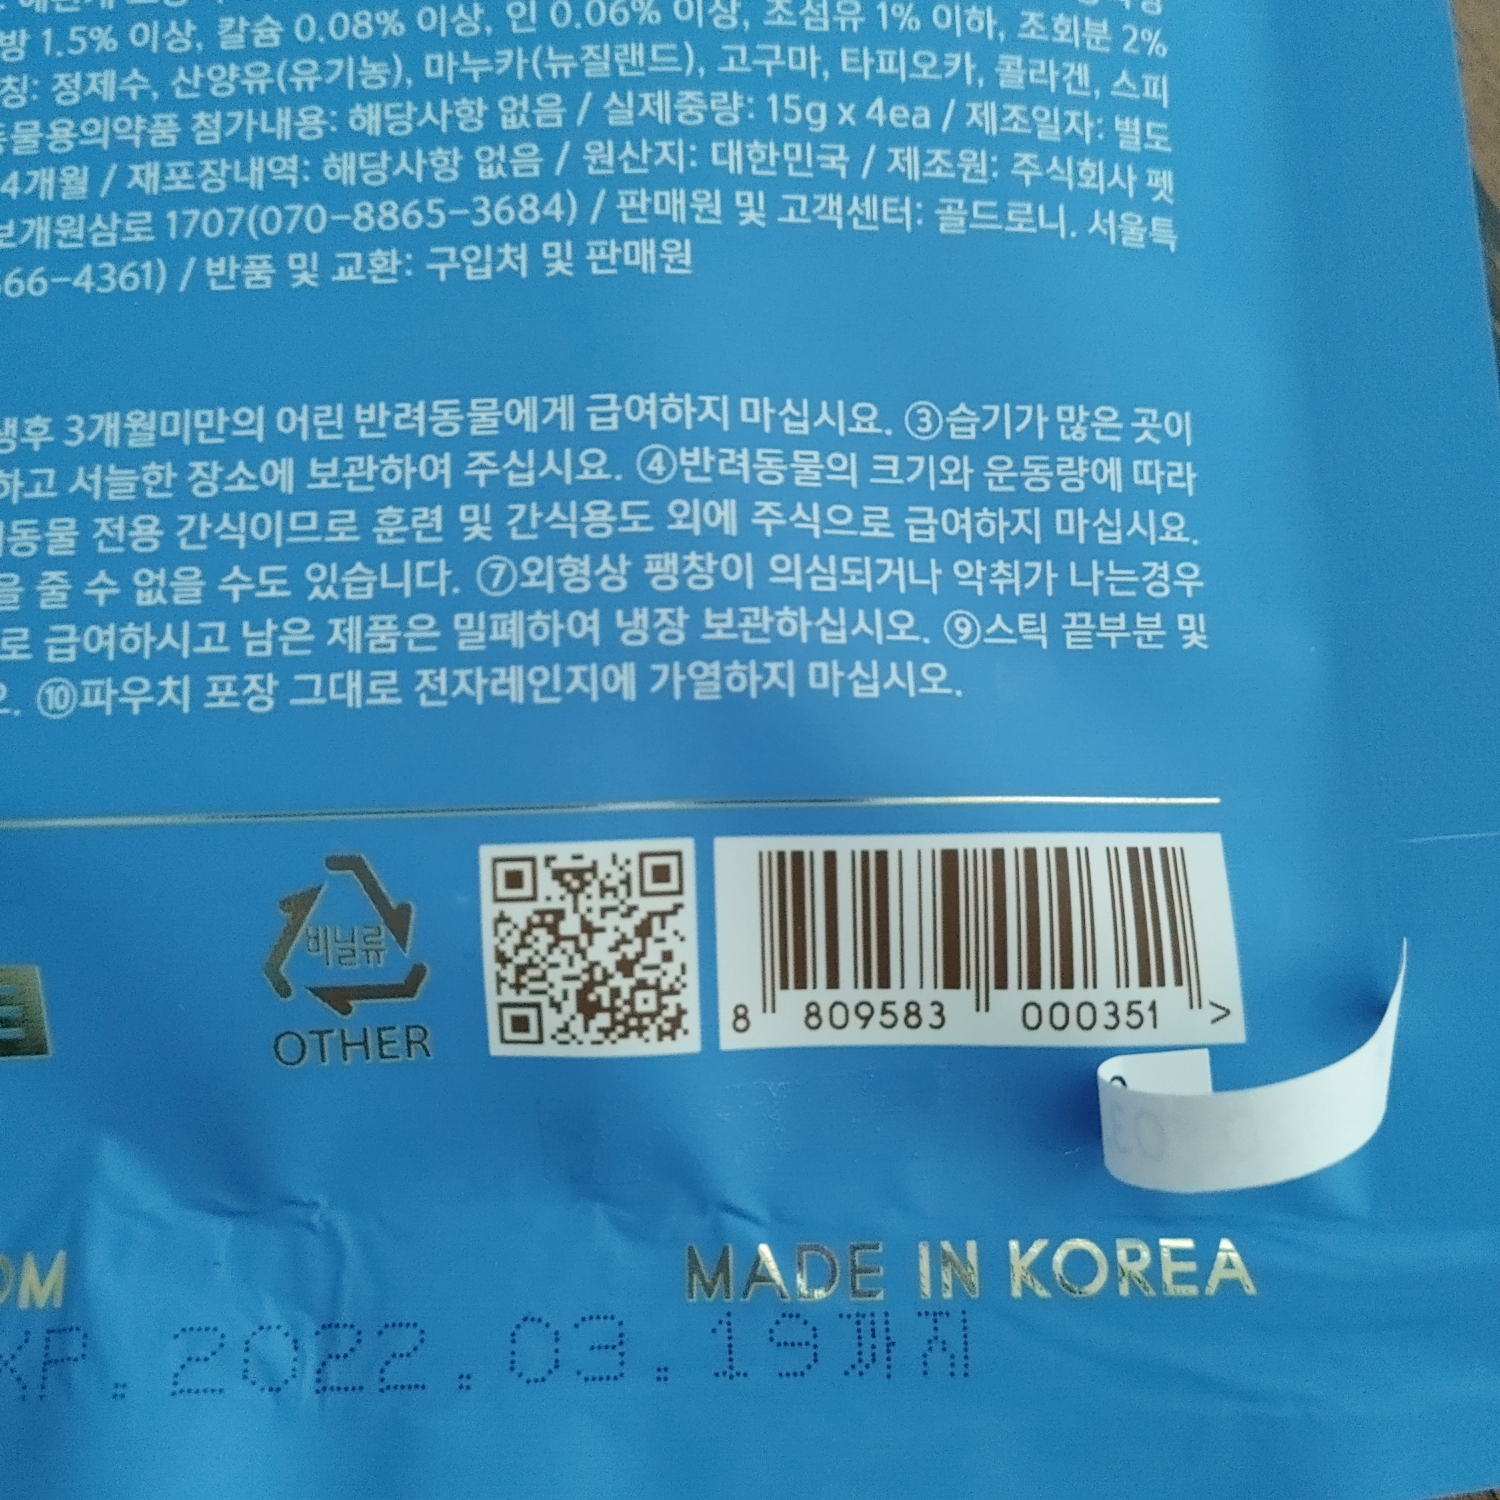 방 1.5% 이상, 칼슘 0.08% 이상, 인 0.06% 이상, 조섬유 1% 이하, 조회분 2%
칭: 정제수, 산양유(유기농), 마누카(뉴질랜드), 고구마, 타피오카, 콜라겐, 스피
동물용의약품 첨가내용: 해당사항 없음 / 실제중량: 15g x 4ea / 제조일자: 별도
4개월 / 재포장내역: 해당사항 없음 / 원산지: 대한민국 / 제조원: 주식회사 펫
보개원삼로 1707(070-8865-3684) / 판매원 및 고객센터: 골드로니. 서울특
66-4361) / 반품 및 교환: 구입처 및 판매원
생후 3개월미만의 어린 반려동물에게 급여하지 마십시요. ③습기가 많은 곳이
하고 서늘한 장소에 보관하여 주십시요. ④반려동물의 크기와 운동량에 따라
동물 전용 간식이므로 훈련 및 간식용도 외에 주식으로 급여하지 마십시요.
을 줄 수 없을 수도 있습니다. ⑦외형상 팽창이 의심되거나 악취가 나는경우
로 급여하시고 남은 제품은 밀폐하여 냉장 보관하십시오. ⑨스틱 끝부분 및
오. ⑩파우치 포장 그대로 전자레인지에 가열하지 마십시오.
비닐류
OTHER
8 809583 000351 >
OM
MADE IN KOREA
XP. 2022.03.19까지